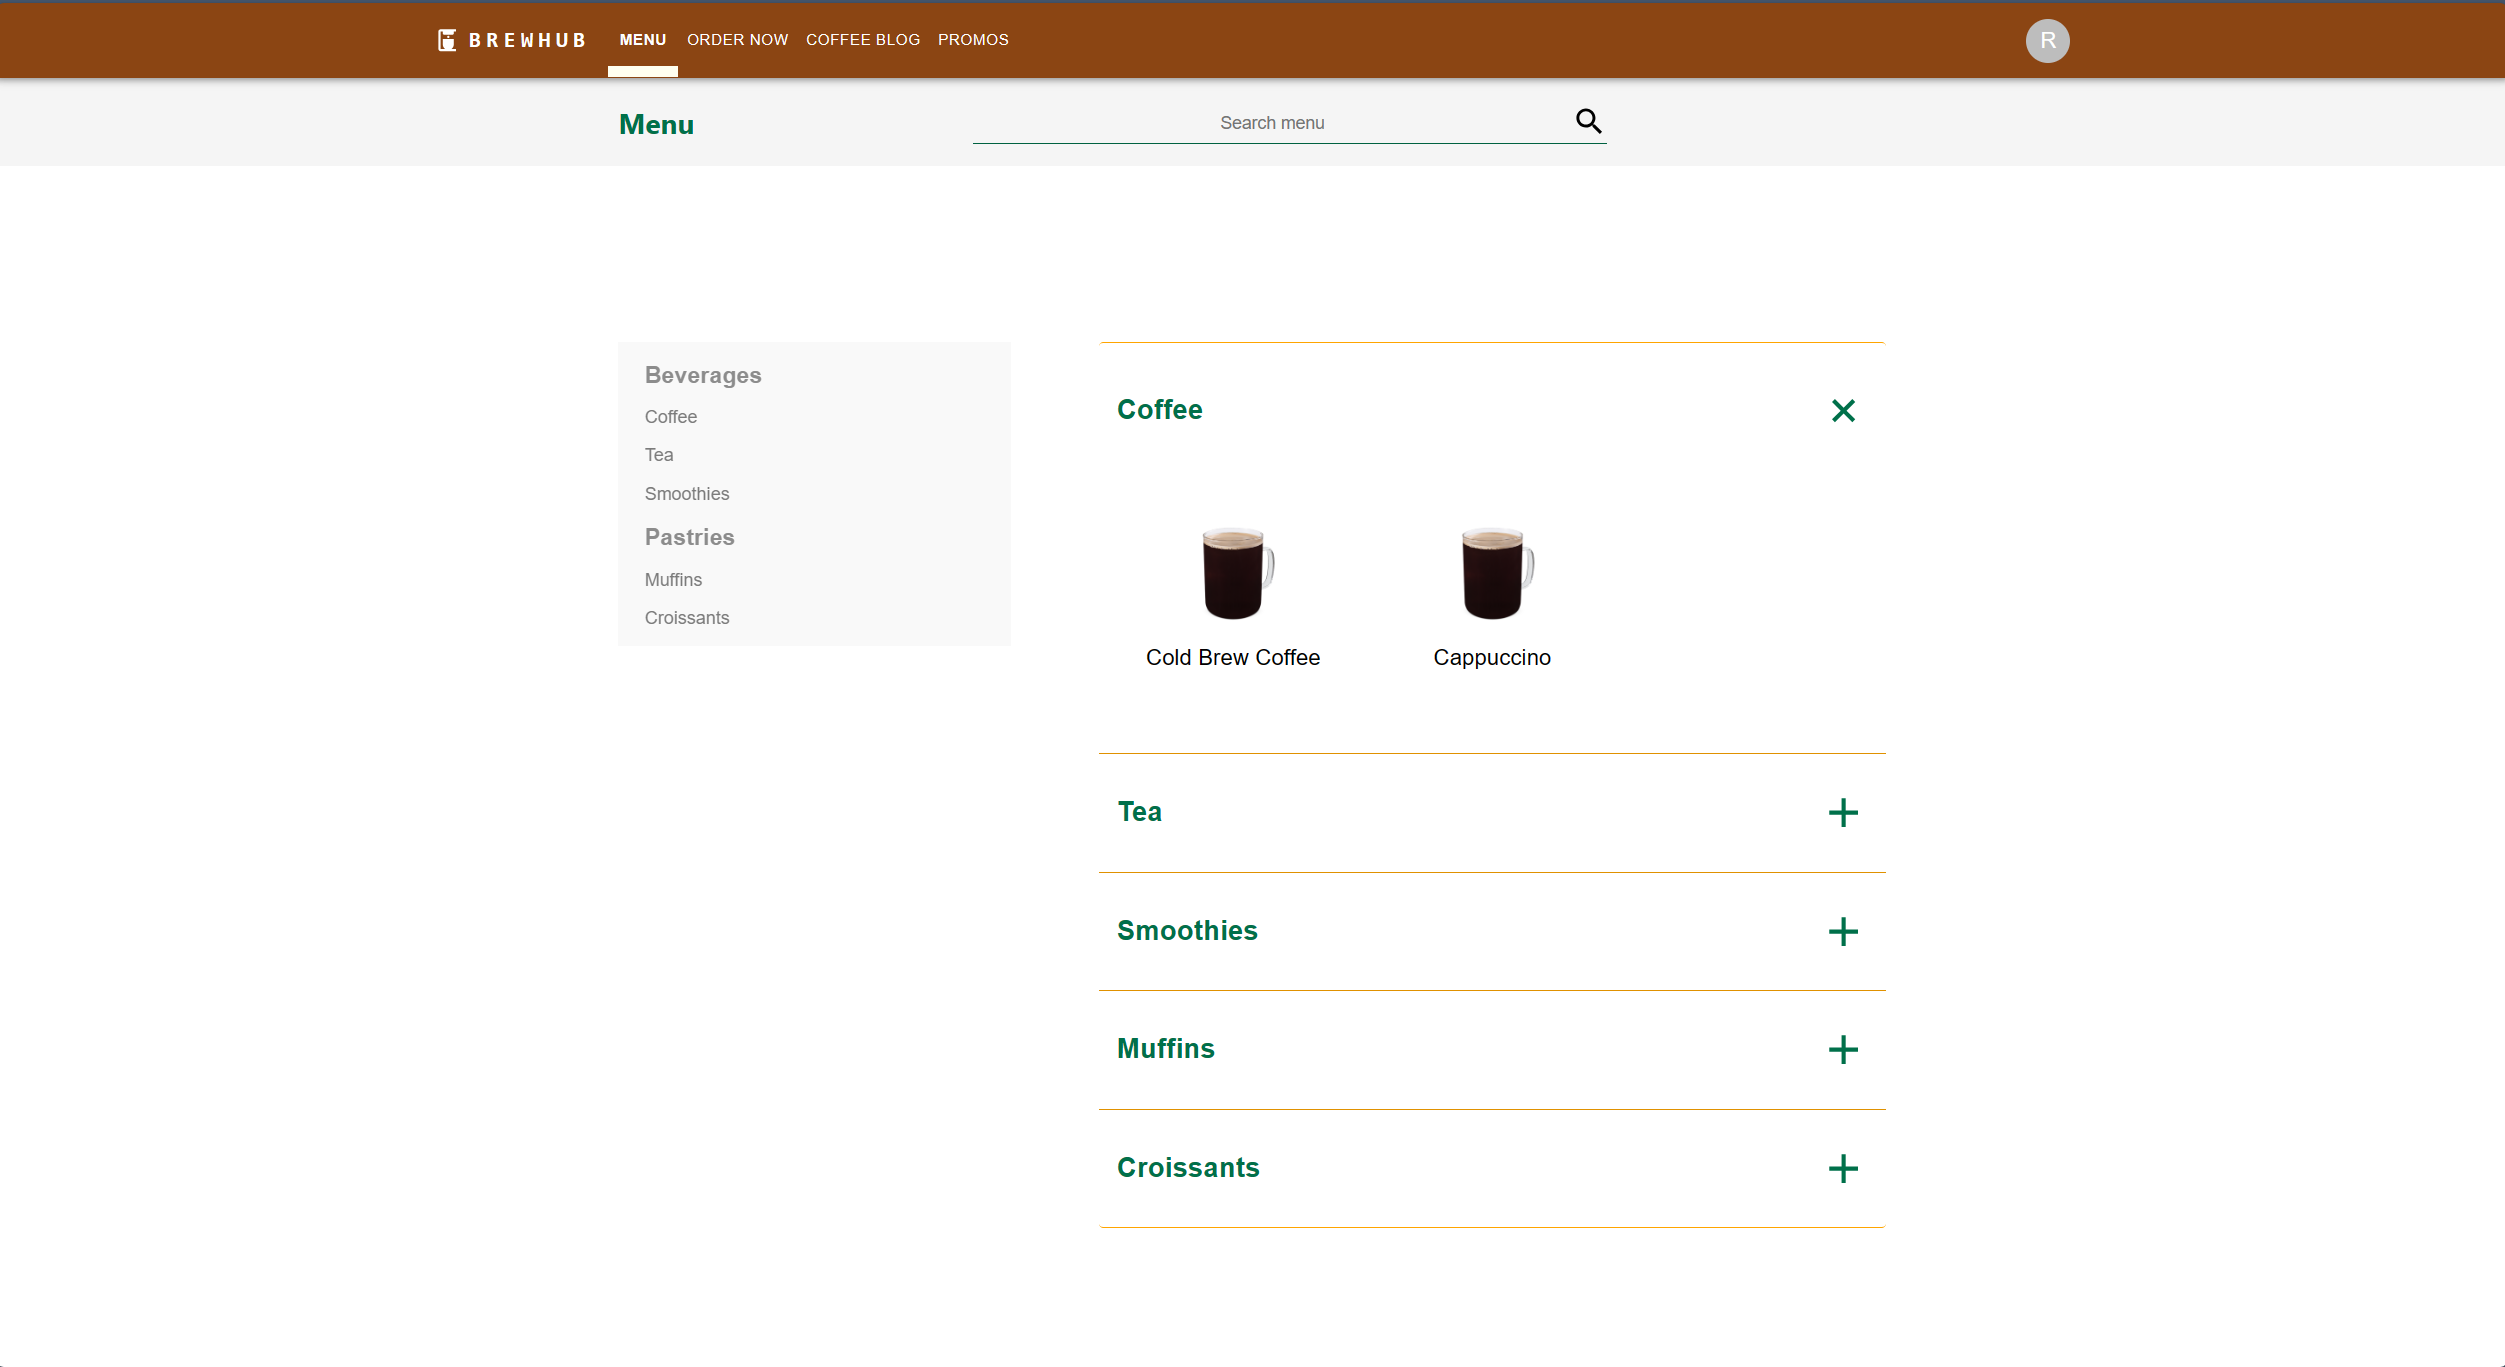 BREWHUB MENU ORDER NOW COFFEE BLOG PROMOS R
Menu Search menu
Beverages
Coffee
Tea
Smoothies
Pastries
Muffins
Croissants
Coffee
Cold Brew Coffee Cappuccino
Tea
Smoothies
Muffins
Croissants